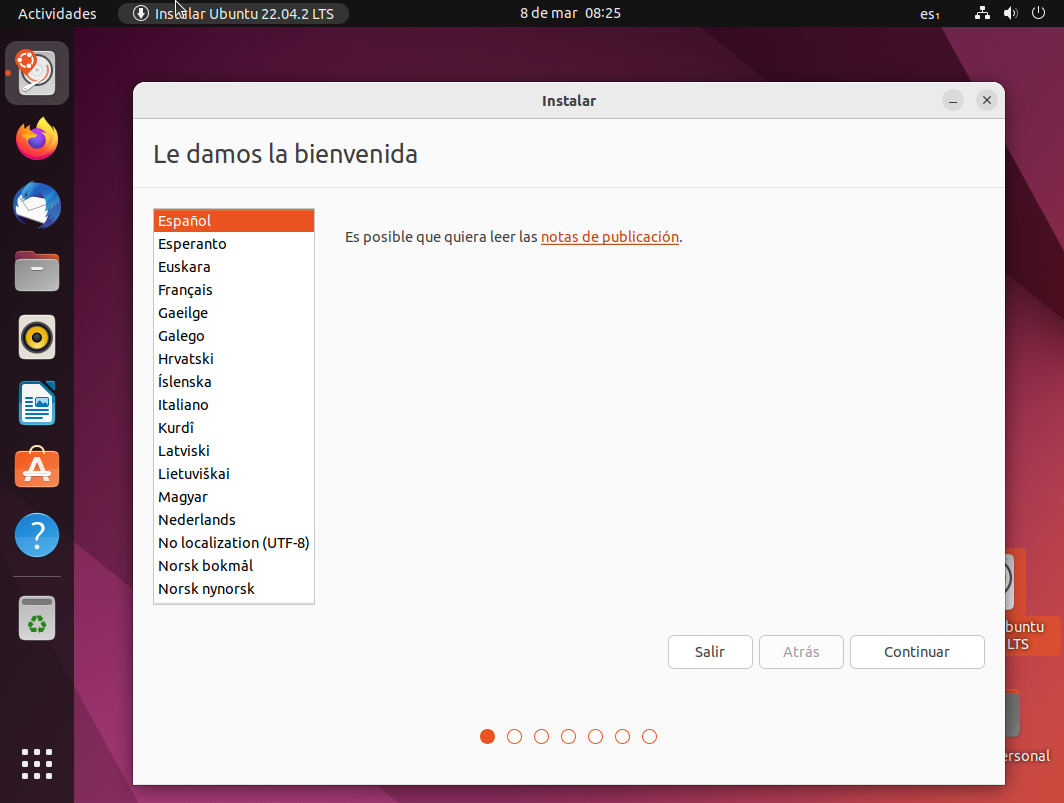 Actividades
Instalar Ubuntu 22.04.2 LTS
8 de mar 08:25
es₁
Instalar
Le damos la bienvenida
Español
Esperanto
Euskara
Français
Gaeilge
Galego
Hrvatski
Íslenska
Italiano
Kurdî
Latviski
Lietuviškai
Magyar
Nederlands
No localization (UTF-8)
Norsk bokmål
Norsk nynorsk
Es posible que quiera leer las notas de publicación.
Salir
Atrás
Continuar
buntu
LTS
ersonal